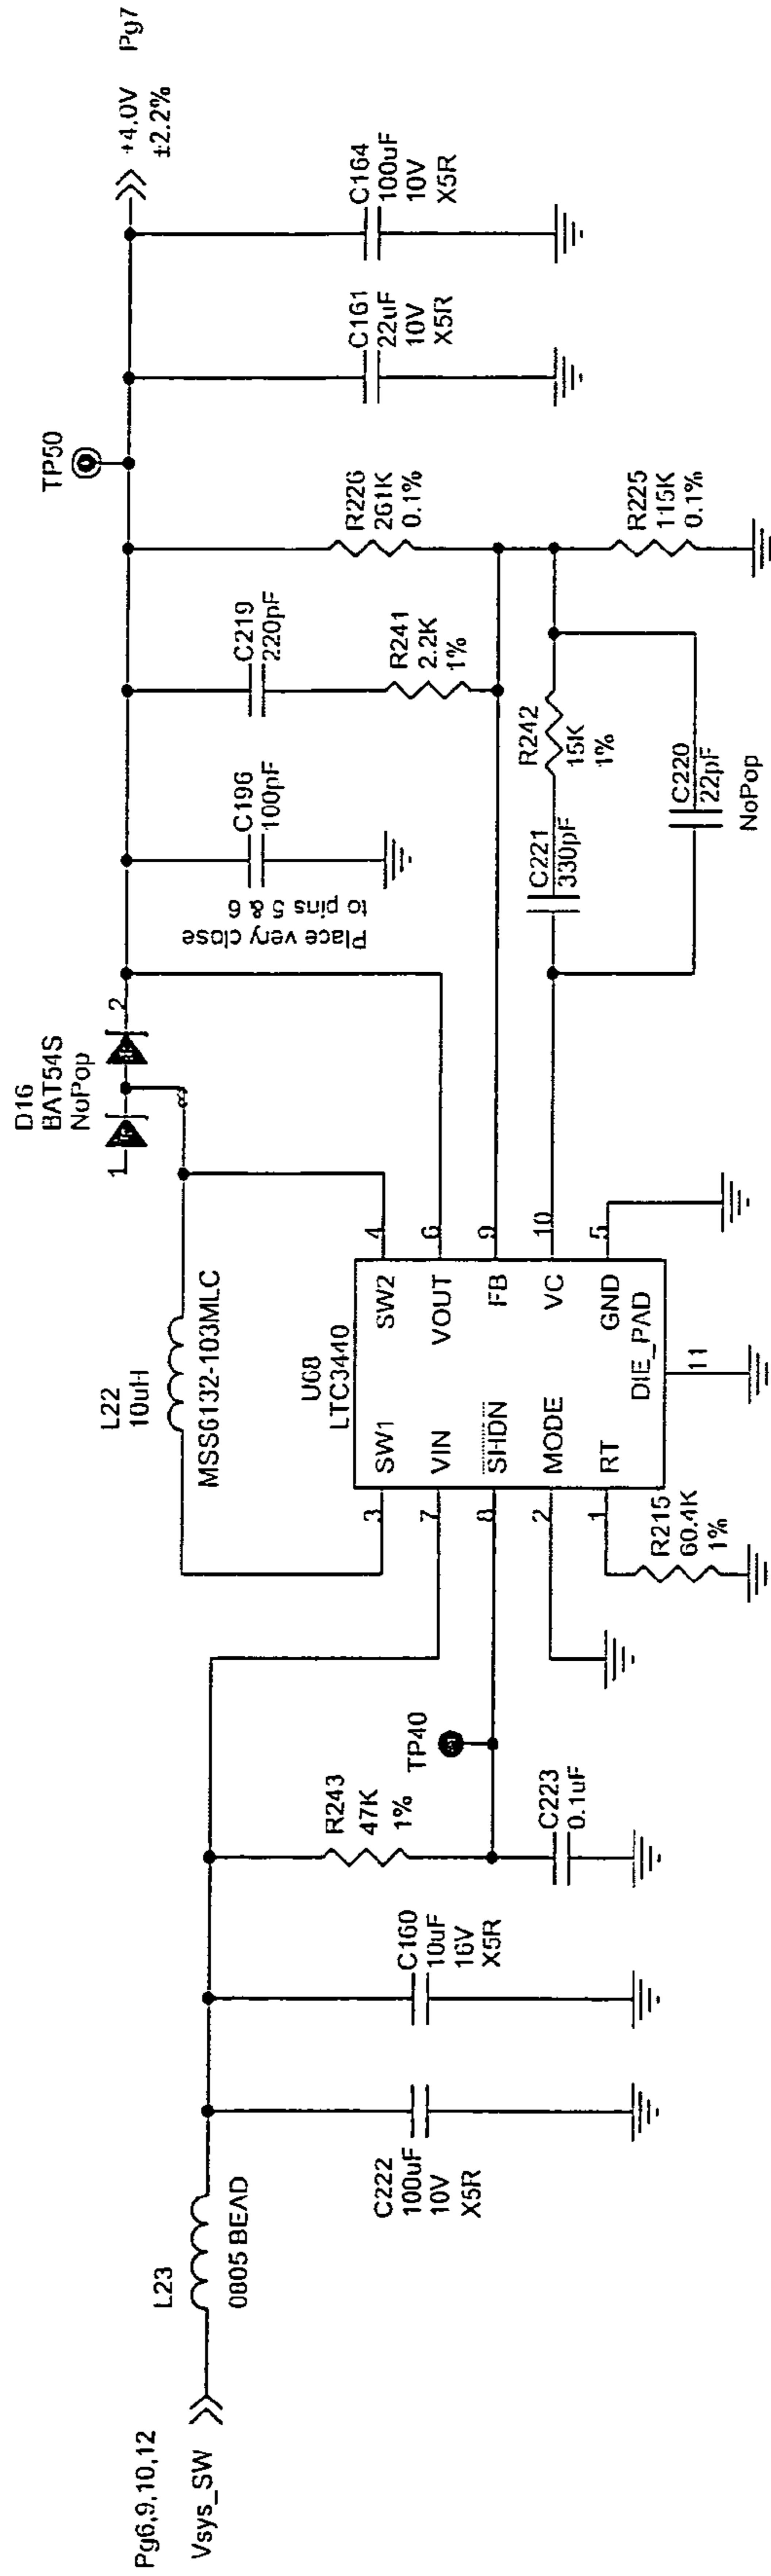 Pg6,9,10,12
Vsys_SW
L23
0805 BEAD
C222
100uF
10V
X5R
C160
10uF
16V
X5R
R243
47K
1%
C223
0.1uF
TP40
L22
10uH
MSS6132-103MLC
U68
LTC3440
3
7
8
2
1
SW1
VIN
SHDN
MODE
RT
SW2
VOUT
FB
VC
GND
DIE_PAD
4
6
9
10
5
11
R215
60.4K
1%
D16
BAT54S
NoPop
1
2
Place very close
to pins 5 & 6
C196
100pF
C219
220pF
R241
2.2K
1%
C221
330pF
R242
15K
1%
C220
22pF
NoPop
R226
261K
0.1%
R225
115K
0.1%
TP50
C161
22uF
10V
X5R
C164
100uF
10V
X5R
+4.0V
±2.2%
Pg7